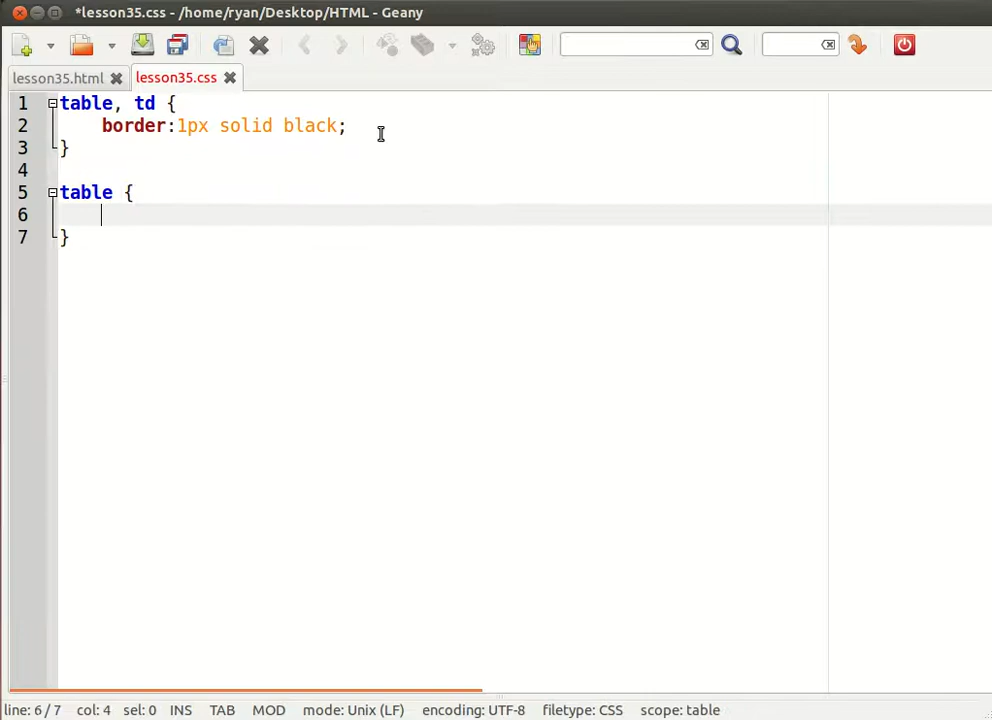 *lesson35.css - /home/ryan/Desktop/HTML - Geany
lesson35.html lesson35.css
1 table, td {
2 border:1px solid black;
3 }
4
5 table {
6
7 }
line: 6 / 7 col: 4 sel: 0 INS TAB MOD mode: Unix (LF) encoding: UTF-8 filetype: CSS scope: table